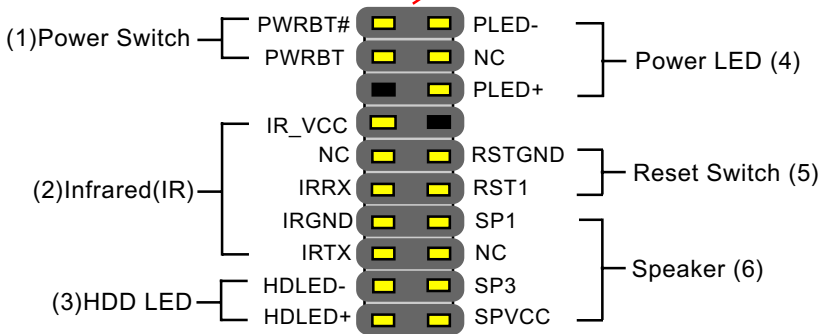 (1)Power Switch
PWRBT#
PWRBT
PLED-
NC
PLED+
Power LED (4)
(2)Infrared(IR)
IR_VCC
NC
IRRX
IRGND
IRTX
RSTGND
RST1
Reset Switch (5)
SP1
NC
SP3
SPVCC
Speaker (6)
(3)HDD LED
HDLED-
HDLED+